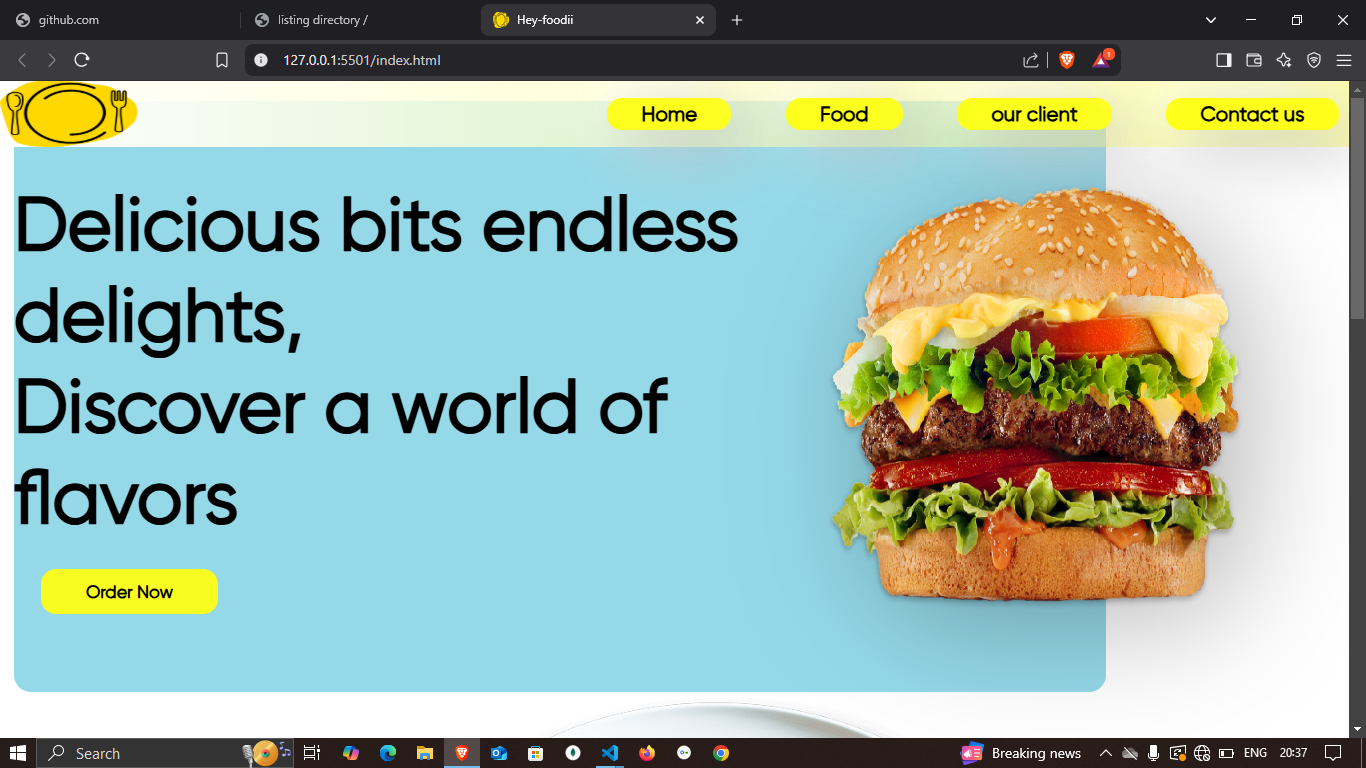 github.com
listing directory /
Hey-foodii
127.0.0.1:5501/index.html
1
Home
Food
our client
Contact us
Delicious bits endless
delights,
Discover a world of
flavors
Order Now
Search
Breaking news
ENG
20:37